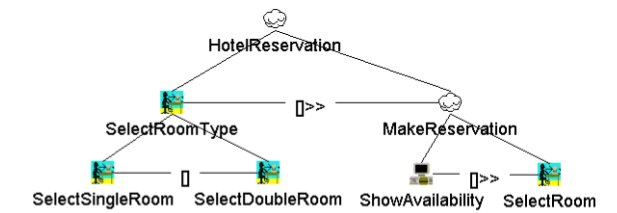 HotelReservation
[]>>
SelectRoomType
MakeReservation
[]
[]>>
SelectSingleRoom
SelectDoubleRoom
ShowAvailability
SelectRoom